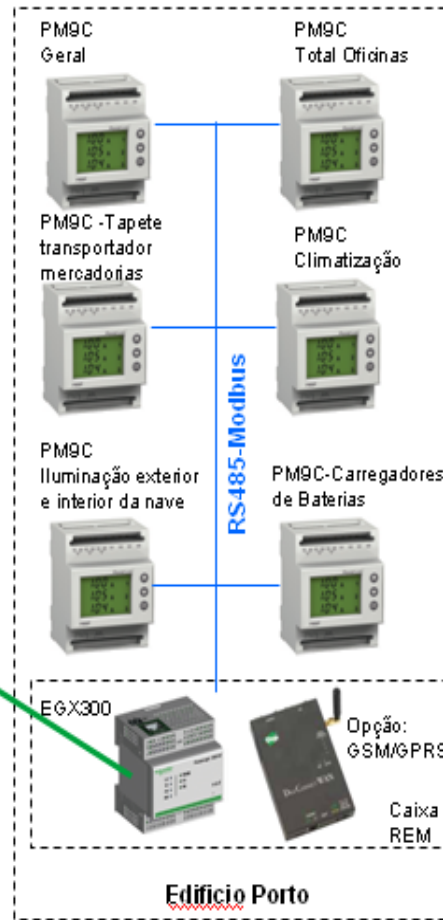 PM9C
Geral
PM9C
Total Oficinas
PM9C -Tapete
transportador
mercadorias
PM9C
Climatização
RS485-Modbus
PM9C
Iluminação exterior
e interior da nave
PM9C-Carregadores
de Baterias
EGX300
Opção:
GSM/GPRS
Caixa
REM
Edificio Porto